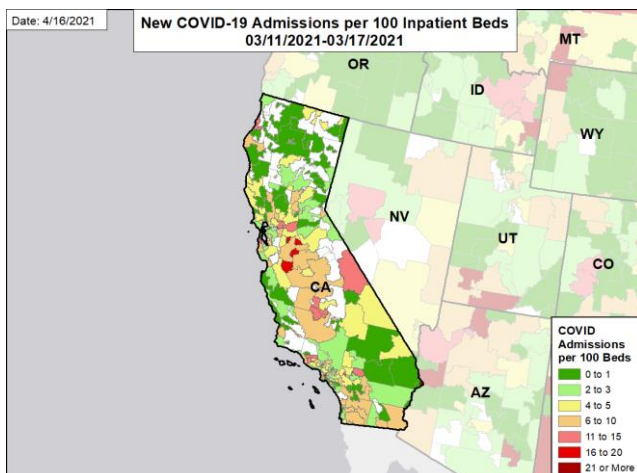 Date: 4/16/2021
New COVID-19 Admissions per 100 Inpatient Beds
03/11/2021-03/17/2021
MT
OR
ID
WY
NV
UT
CO
CA
AZ
COVID
Admissions
per 100 Beds
0 to 1
2 to 3
4 to 5
6 to 10
11 to 15
16 to 20
21 or More